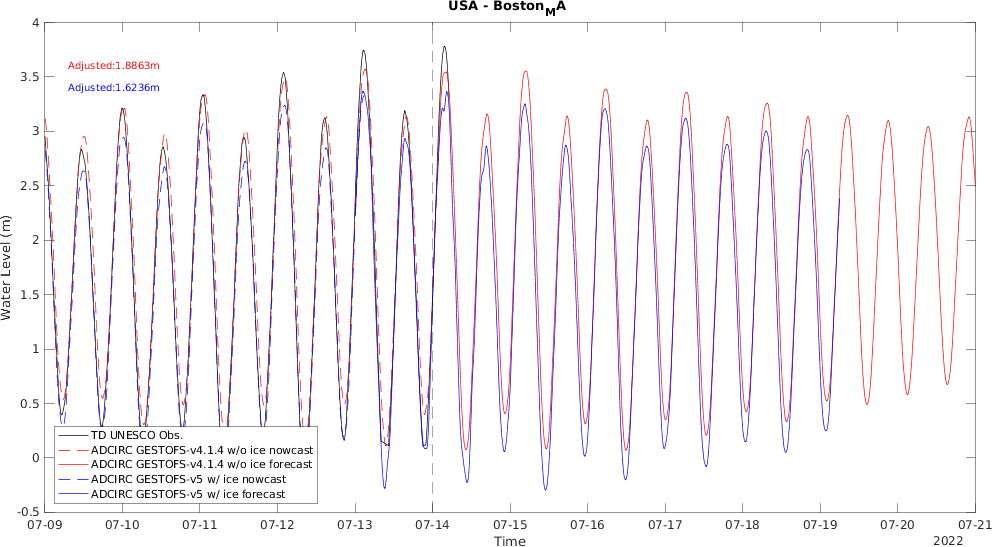 USA - BostonMA
4
3.5
3
2.5
2
1.5
1
0.5
0
-0.5
Water Level (m)
Adjusted:1.8863m
Adjusted:1.6236m
TD UNESCO Obs.
ADCIRC GESTOFS-v4.1.4 w/o ice nowcast
ADCIRC GESTOFS-v4.1.4 w/o ice forecast
ADCIRC GESTOFS-v5 w/ ice nowcast
ADCIRC GESTOFS-v5 w/ ice forecast
07-09 07-10 07-11 07-12 07-13 07-14 07-15 07-16 07-17 07-18 07-19 07-20 07-21
Time
2022